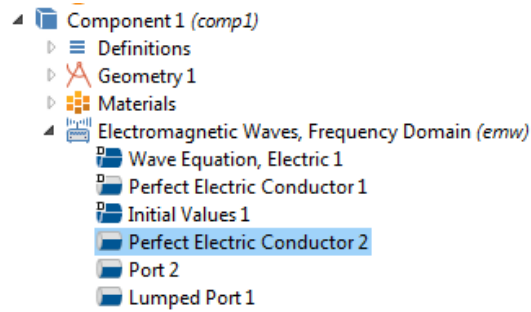 Component 1 (comp1)
Definitions
Geometry 1
Materials
Electromagnetic Waves, Frequency Domain (emw)
D Wave Equation, Electric 1
D Perfect Electric Conductor 1
D Initial Values 1
Perfect Electric Conductor 2
Port 2
Lumped Port 1